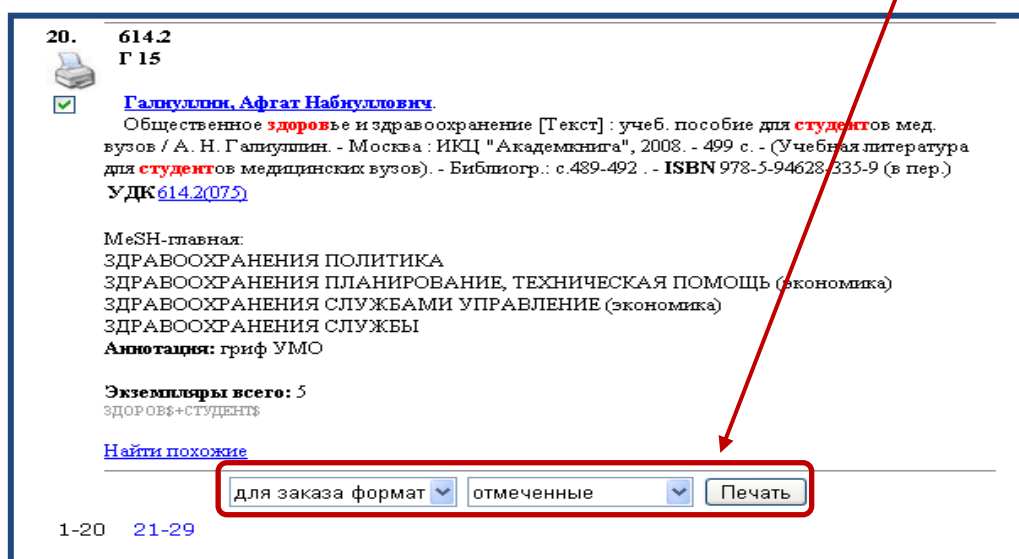 20. 614.2
Г 15
Галиуллин, Афгат Набиуллович.
Общественное здоровье и здравоохранение [Текст] : учеб. пособие для студентов мед.
вузов / А. Н. Галиуллин. - Москва : ИКЦ "Академкнига", 2008. - 499 с. - (Учебная литература
для студентов медицинских вузов). - Библиогр.: с.489-492 . - ISBN 978-5-94628-335-9 (в пер.)
УДК 614.2(075)
MeSH-главная:
ЗДРАВООХРАНЕНИЯ ПОЛИТИКА
ЗДРАВООХРАНЕНИЯ ПЛАНИРОВАНИЕ, ТЕХНИЧЕСКАЯ ПОМОЩЬ (экономика)
ЗДРАВООХРАНЕНИЯ СЛУЖБАМИ УПРАВЛЕНИЕ (экономика)
ЗДРАВООХРАНЕНИЯ СЛУЖБЫ
Аннотация: гриф УМО
Экземпляры всего: 5
ЗДОРОВ$+СТУДЕНТ$
Найти похожие
для заказа формат отмеченные Печать
1-20 21-29